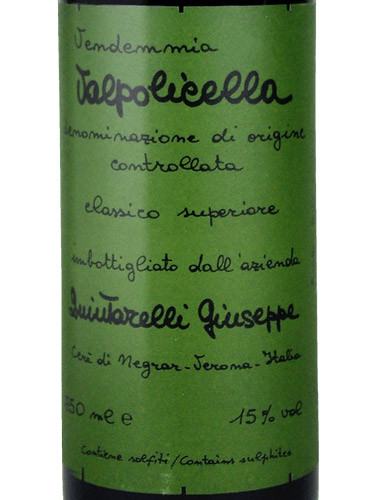 Vendemmia
Valpolicella
denominazione di origine
controllata
classico superiore
imbottigliato dall'azienda
Quintarelli Giuseppe
Cerè di Negrar-Verona-Italia
750 ml e
15% vol
Contiene solfiti/Contains sulphites